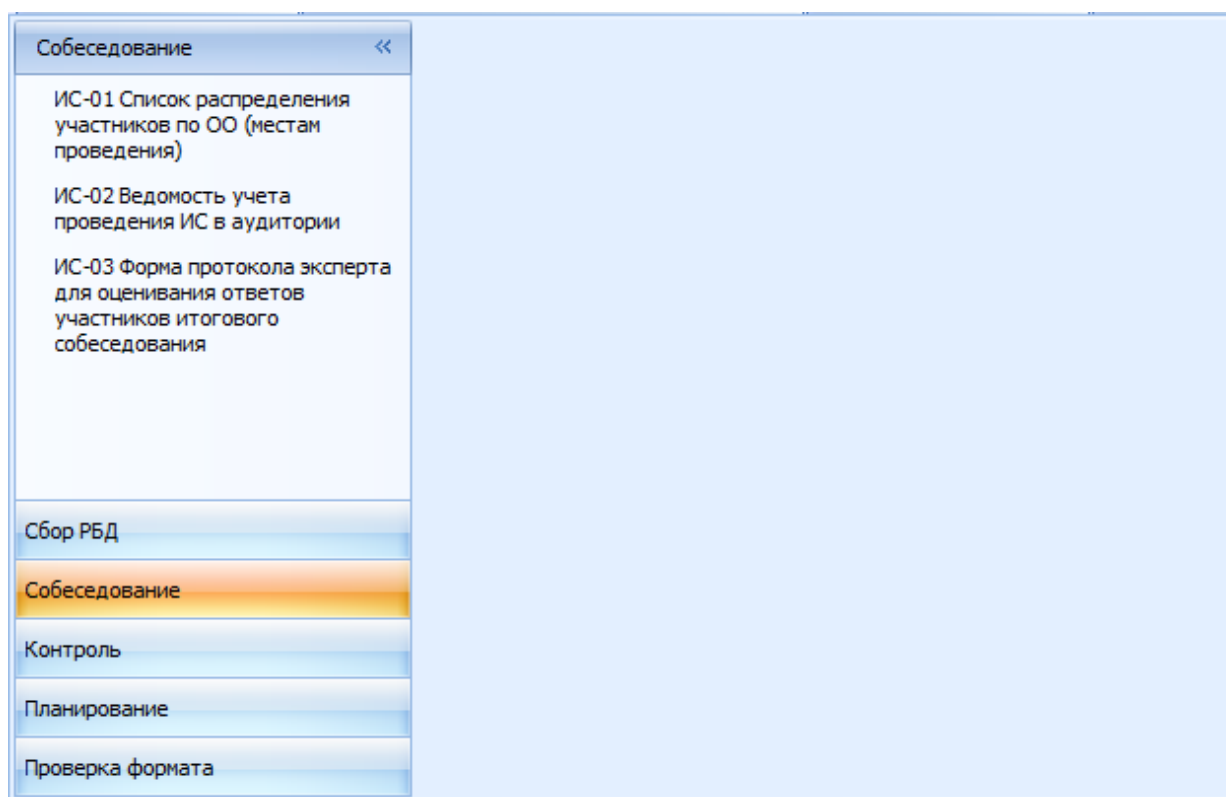 Собеседование
ИС-01 Список распределения
участников по ОО (местам
проведения)
ИС-02 Ведомость учета
проведения ИС в аудитории
ИС-03 Форма протокола эксперта
для оценивания ответов
участников итогового
собеседования
Сбор РБД
Собеседование
Контроль
Планирование
Проверка формата